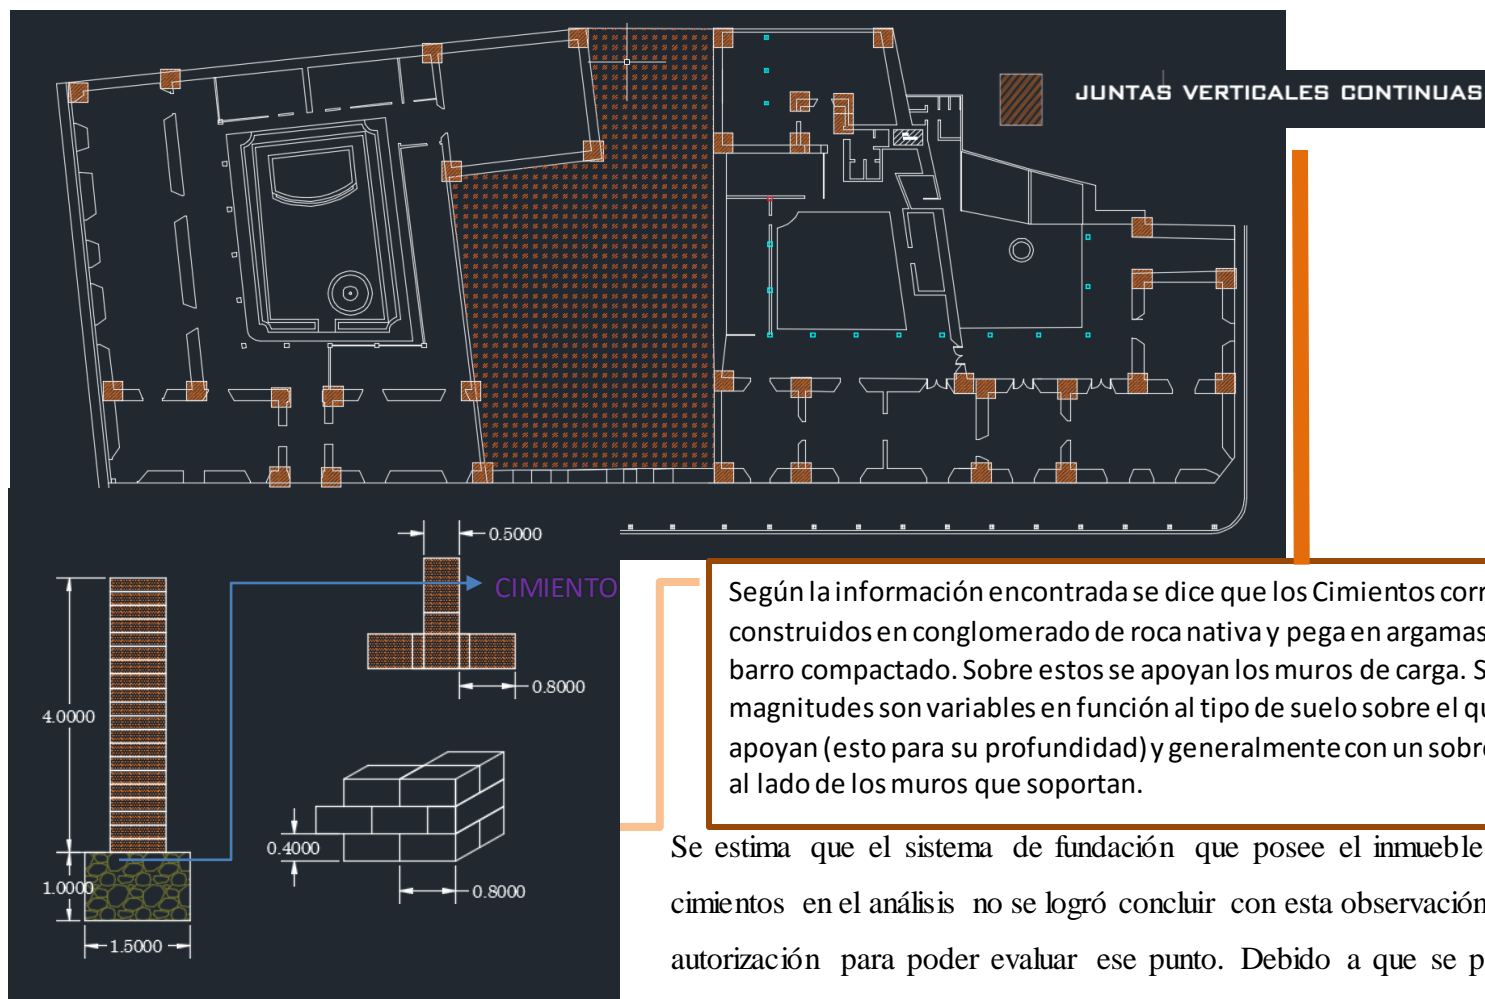 JUNTAS VERTICALES CONTINUAS
0.5000
CIMIENTO
0.8000
4.0000
0.4000
0.8000
1.0000
1.5000
Según la información encontrada se dice que los Cimientos corr
construidos en conglomerado de roca nativa y pega en argamas
barro compactado. Sobre estos se apoyan los muros de carga. S
magnitudes son variables en función al tipo de suelo sobre el qu
apoyan (esto para su profundidad) y generalmente con un sobre
al lado de los muros que soportan.
Se estima que el sistema de fundación que posee el inmueble
cimientos en el análisis no se logró concluir con esta observación
autorización para poder evaluar ese punto. Debido a que se p